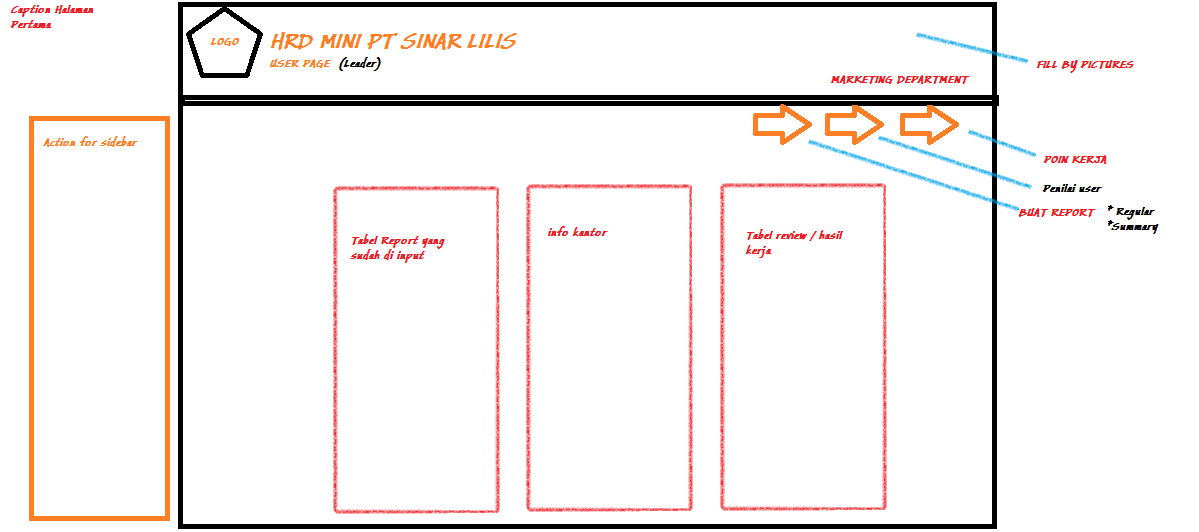 Caption Halaman
Pertama
LOGO
HRD MINI PT SINAR LILIS
USER PAGE (Leader)
MARKETING DEPARTMENT
FILL BY PICTURES
Action for sidebar
POIN KERJA
Penilai user
BUAT REPORT * Regular
*Summary
Tabel Report yang
sudah di input
info kantor
Tabel review / hasil
kerja